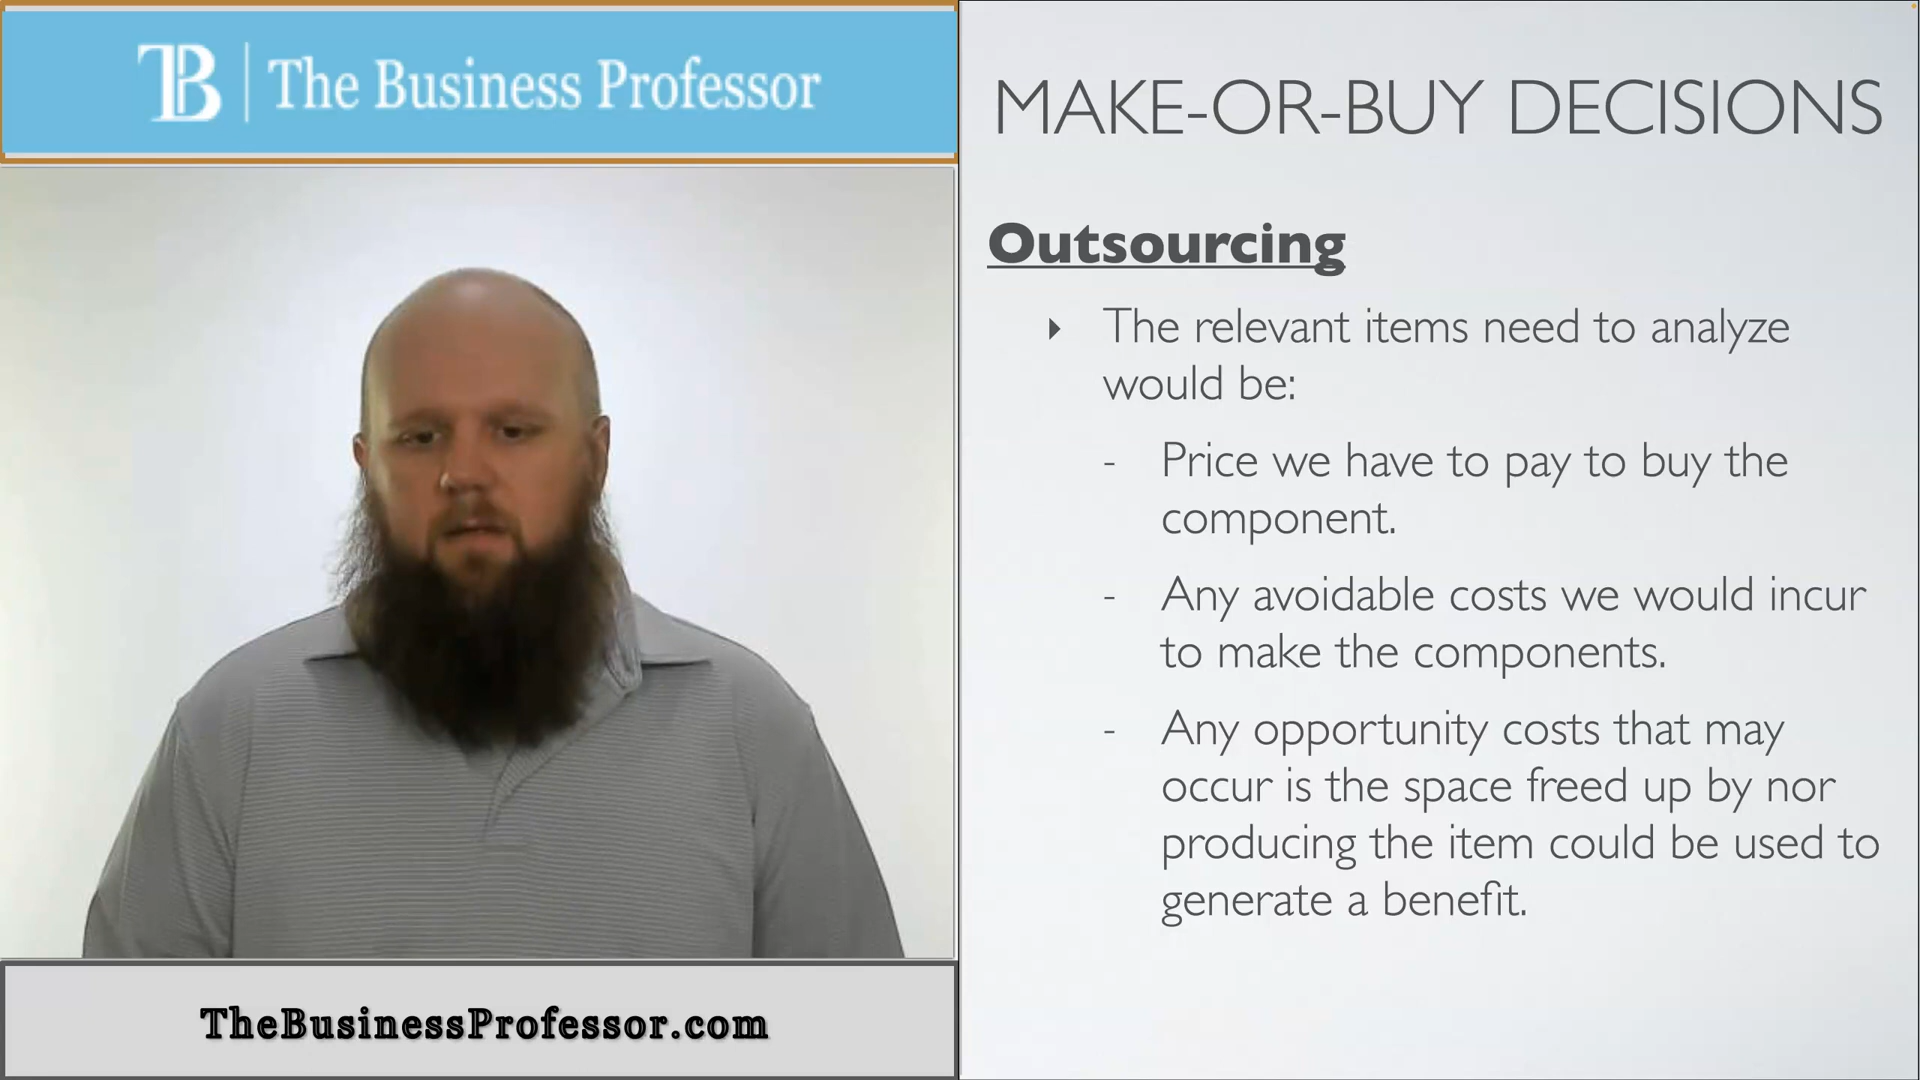 TB | The Business Professor
TheBusinessProfessor.com
MAKE-OR-BUY DECISIONS
Outsourcing
The relevant items need to analyze
would be:
- Price we have to pay to buy the
component.
- Any avoidable costs we would incur
to make the components.
- Any opportunity costs that may
occur is the space freed up by nor
producing the item could be used to
generate a benefit.